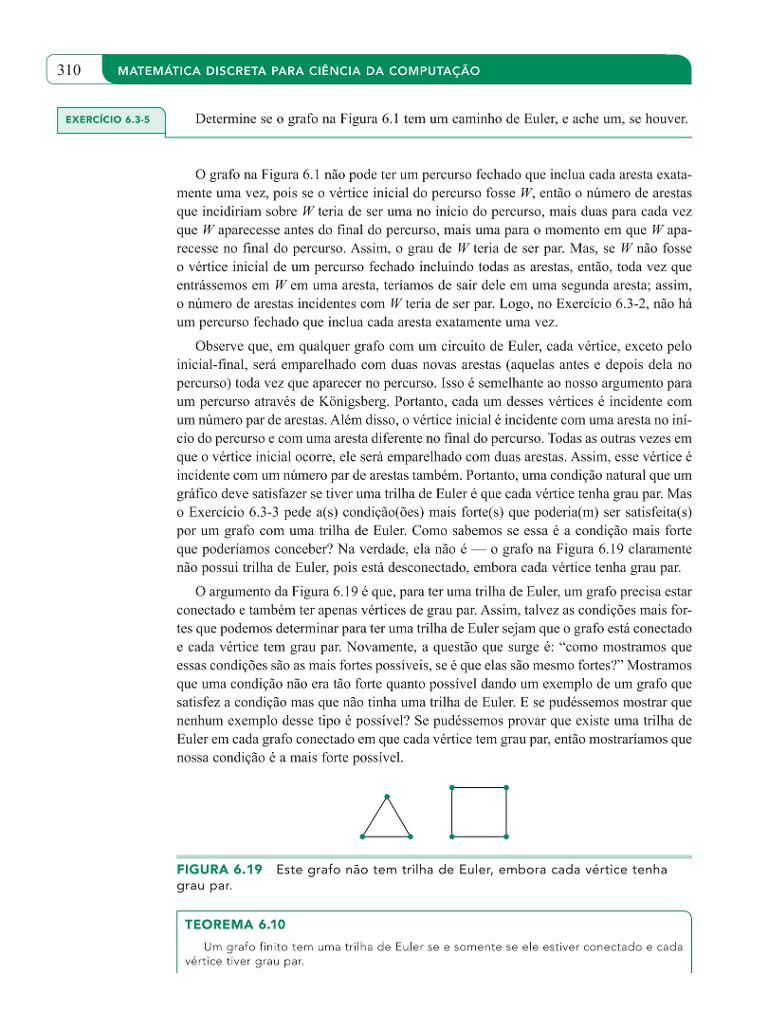 310
MATEMÁTICA DISCRETA PARA CIÊNCIA DA COMPUTAÇÃO
EXERCÍCIO 6.3-5
Determine se o grafo na Figura 6.1 tem um caminho de Euler, e ache um, se houver.
O grafo na Figura 6.1 não pode ter um percurso fechado que inclua cada aresta exata-
mente uma vez, pois se o vértice inicial do percurso fosse W, então o número de arestas
que incidiriam sobre W teria de ser uma no início do percurso, mais duas para cada vez
que W aparecesse antes do final do percurso, mais uma para o momento em que W apa-
recesse no final do percurso. Assim, o grau de W teria de ser par. Mas, se W não fosse
o vértice inicial de um percurso fechado incluindo todas as arestas, então, toda vez que
entrássemos em W em uma aresta, teríamos de sair dele em uma segunda aresta; assim,
o número de arestas incidentes com W teria de ser par. Logo, no Exercício 6.3-2, não há
um percurso fechado que inclua cada aresta exatamente uma vez.
Observe que, em qualquer grafo com um circuito de Euler, cada vértice, exceto pelo
inicial-final, será emparelhado com duas novas arestas (aquelas antes e depois dela no
percurso) toda vez que aparecer no percurso. Isso é semelhante ao nosso argumento para
um percurso através de Königsberg. Portanto, cada um desses vértices é incidente com
um número par de arestas. Além disso, o vértice inicial é incidente com uma aresta no iní-
cio do percurso e com uma aresta diferente no final do percurso. Todas as outras vezes em
que o vértice inicial ocorre, ele será emparelhado com duas arestas. Assim, esse vértice é
incidente com um número par de arestas também. Portanto, uma condição natural que um
gráfico deve satisfazer se tiver uma trilha de Euler é que cada vértice tenha grau par. Mas
o Exercício 6.3-3 pede a(s) condição(ões) mais forte(s) que poderia(m) ser satisfeita(s)
por um grafo com uma trilha de Euler. Como sabemos se essa é a condição mais forte
que poderíamos conceber? Na verdade, ela não é — o grafo na Figura 6.19 claramente
não possui trilha de Euler, pois está desconectado, embora cada vértice tenha grau par.
O argumento da Figura 6.19 é que, para ter uma trilha de Euler, um grafo precisa estar
conectado e também ter apenas vértices de grau par. Assim, talvez as condições mais for-
tes que podemos determinar para ter uma trilha de Euler sejam que o grafo está conectado
e cada vértice tem grau par. Novamente, a questão que surge é: “como mostramos que
essas condições são as mais fortes possíveis, se é que elas são mesmo fortes?” Mostramos
que uma condição não era tão forte quanto possível dando um exemplo de um grafo que
satisfez a condição mas que não tinha uma trilha de Euler. E se pudéssemos mostrar que
nenhum exemplo desse tipo é possível? Se pudéssemos provar que existe uma trilha de
Euler em cada grafo conectado em que cada vértice tem grau par, então mostraríamos que
nossa condição é a mais forte possível.
FIGURA 6.19 Este grafo não tem trilha de Euler, embora cada vértice tenha
grau par.
TEOREMA 6.10
Um grafo finito tem uma trilha de Euler se e somente se ele estiver conectado e cada
vértice tiver grau par.